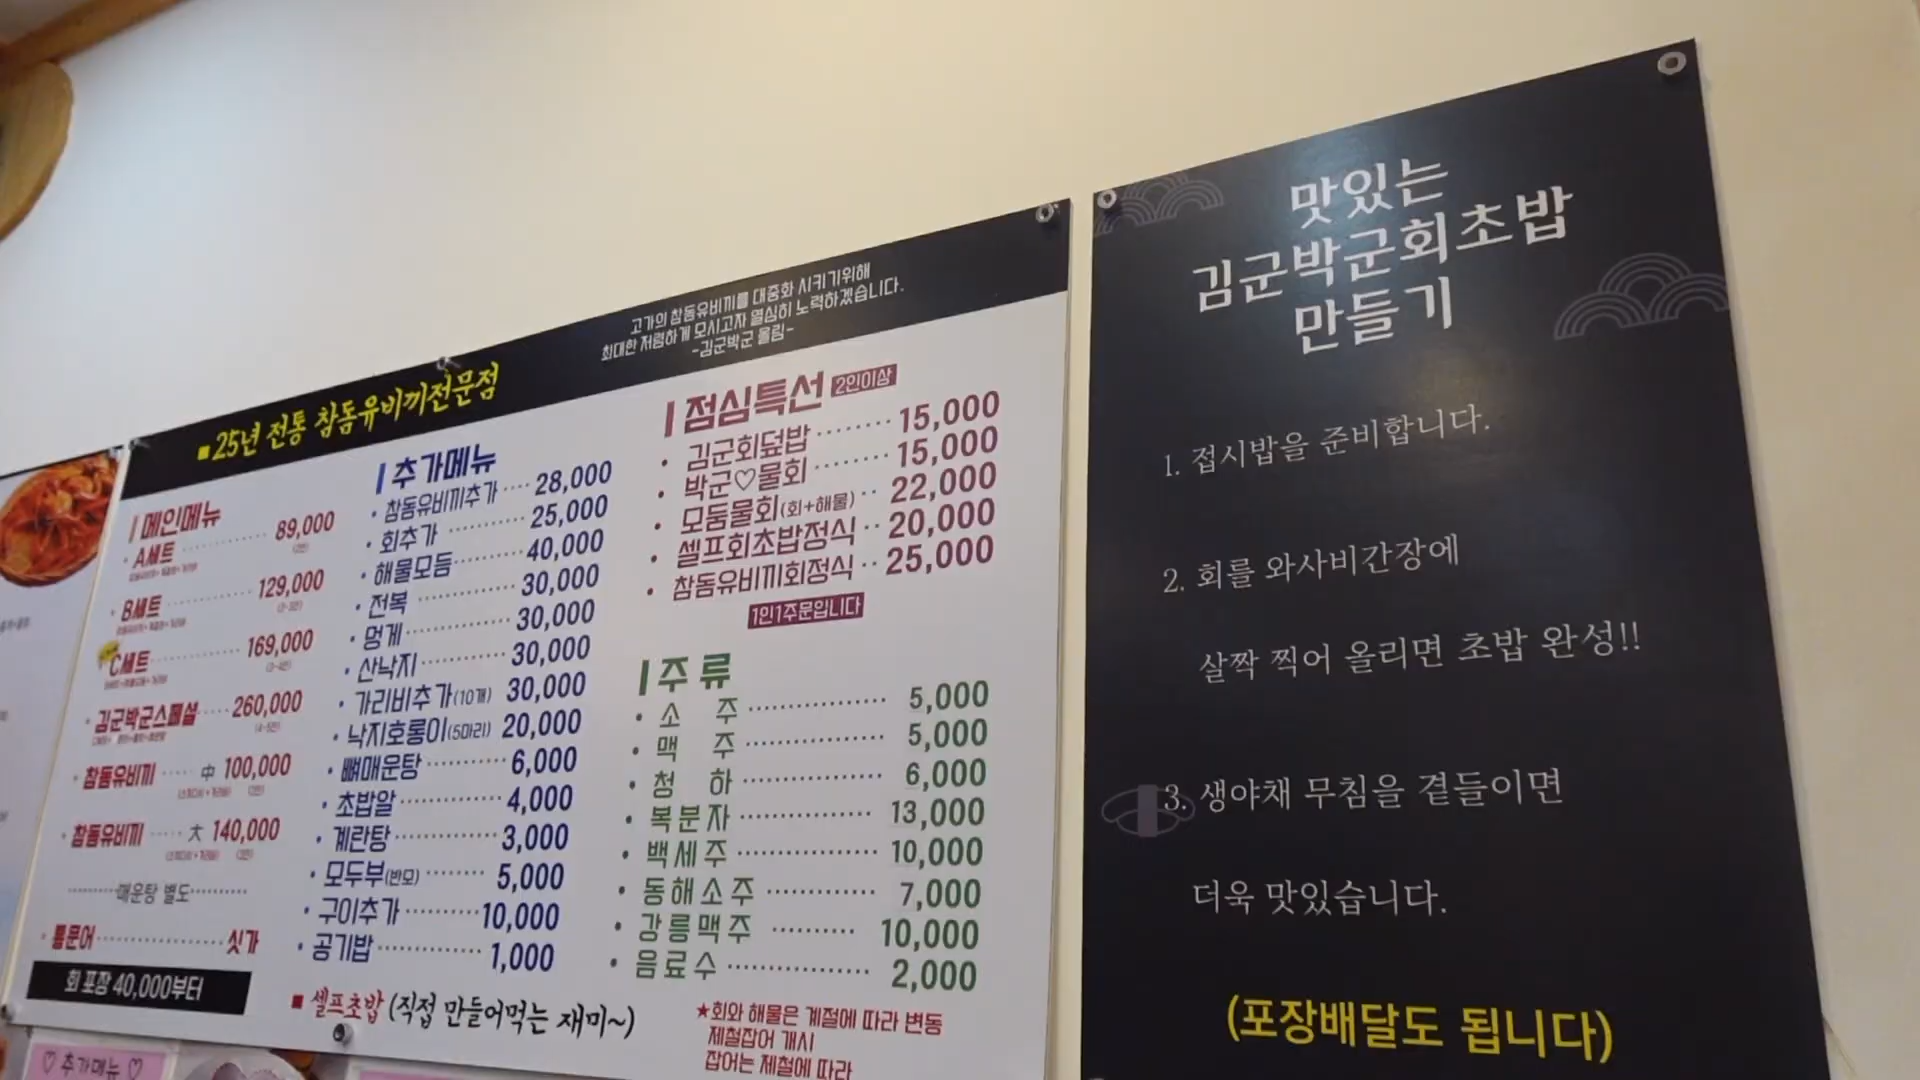 고가의 참동유비끼를 대중화 시키기위해
최대한 저렴하게 모시고자 열심히 노력하겠습니다.
-김군박군 올림-
■ 25년 전통 참동유비끼전문점
메인메뉴
• A세트 ········ 89,000
• B세트 ········ 129,000
C세트 ········ 169,000
• 김군박군스페셜 ···· 260,000
• 참동유비끼 ····· 中 100,000
• 참동유비끼 ····· 大 140,000
매운탕 별도
• 통문어 ········ 싯가
회 포장 40,000부터
추가메뉴
• 참동유비끼추가 ···· 28,000
• 회추가 ········ 25,000
• 해물모듬 ········ 40,000
• 전복 ········ 30,000
• 멍게 ········ 30,000
• 산낙지 ········ 30,000
• 가리비추가(10개) 30,000
• 낙지호롱이(5마리) 20,000
• 뼈매운탕 ········ 6,000
• 초밥알 ········ 4,000
• 계란탕 ········ 3,000
• 모두부(반모) ········ 5,000
• 구이추가 ········ 10,000
• 공기밥 ········ 1,000
■ 셀프초밥 (직접 만들어먹는 재미~)
점심특선 2인이상
• 김군회덮밥 ········ 15,000
• 박군♡물회 ········ 15,000
• 모둠물회(회+해물) ·· 22,000
• 셀프회초밥정식 ·· 20,000
• 참동유비끼회정식 ·· 25,000
1인1주문입니다
주류
• 소 주 ········ 5,000
• 맥 주 ········ 5,000
• 청 하 ········ 6,000
• 복분자 ········ 13,000
• 백세주 ········ 10,000
• 동해소주 ········ 7,000
• 강릉맥주 ········ 10,000
• 음료수 ········ 2,000
★회와 해물은 계절에 따라 변동
제철잡어 개시
잡어는 제철에 따라
♡ 추가메뉴 ♡
맛있는
김군박군회초밥
만들기
1. 접시밥을 준비합니다.
2. 회를 와사비간장에
살짝 찍어 올리면 초밥 완성!!
3. 생야채 무침을 곁들이면
더욱 맛있습니다.
(포장배달도 됩니다)